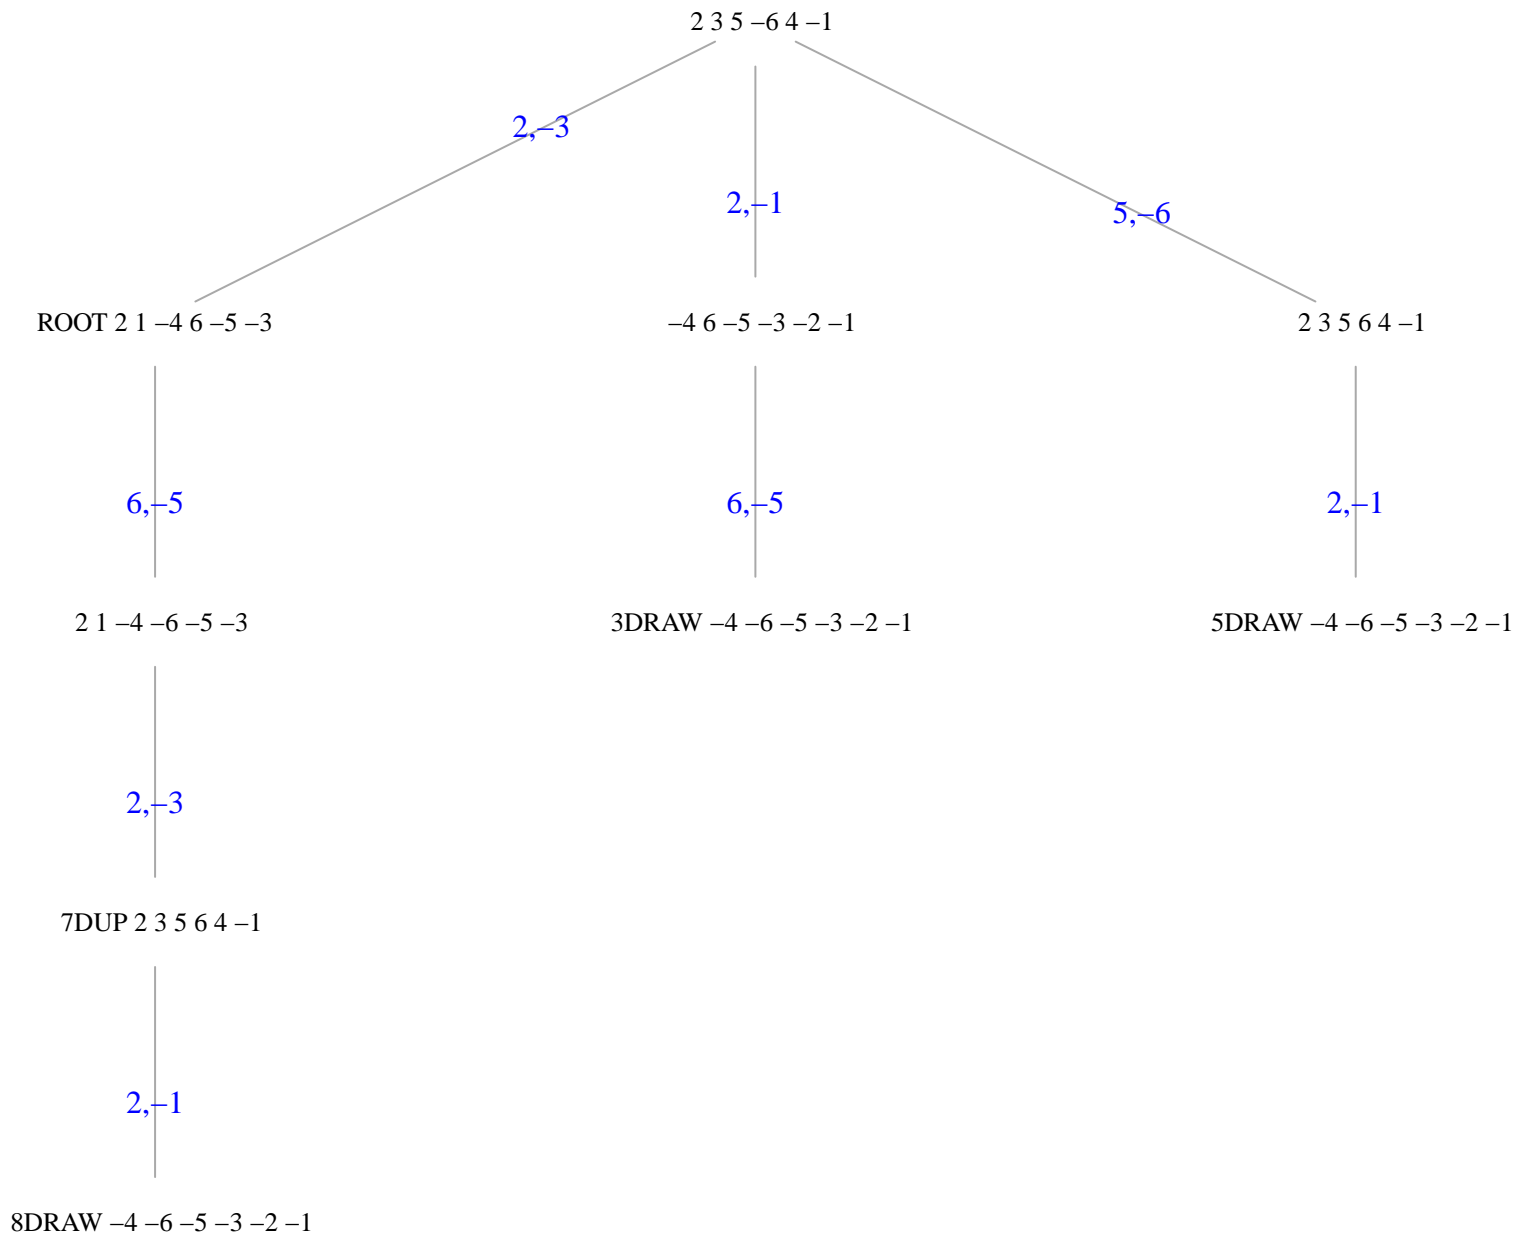 2 3 5 –6 4 –1
2,–3
2,–1
5,–6
ROOT 2 1 –4 6 –5 –3
–4 6 –5 –3 –2 –1
2 3 5 6 4 –1
6,–5
6,–5
2,–1
2 1 –4 –6 –5 –3
3DRAW –4 –6 –5 –3 –2 –1
5DRAW –4 –6 –5 –3 –2 –1
2,–3
7DUP 2 3 5 6 4 –1
2,–1
8DRAW –4 –6 –5 –3 –2 –1